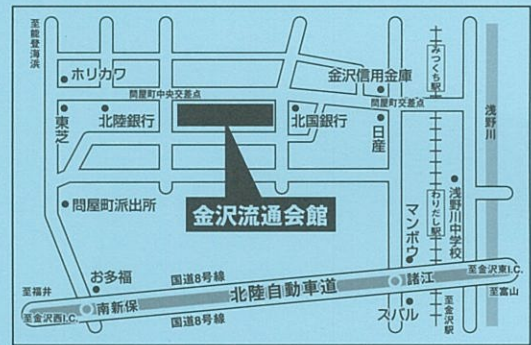 至能登海浜
ホリカワ
東芝
北陸銀行
問屋町中央交差点
金沢信用金庫
問屋町交差点
みつくち駅
浅野川
北国銀行
日産
問屋町派出所
金沢流通会館
わりだし駅
浅野川中学校
マンボウ
お多福
国道8号線
北陸自動車道
諸江
至金沢東I.C.
至福井
至富山
至金沢西I.C.
南新保
国道8号線
スバル
至金沢駅